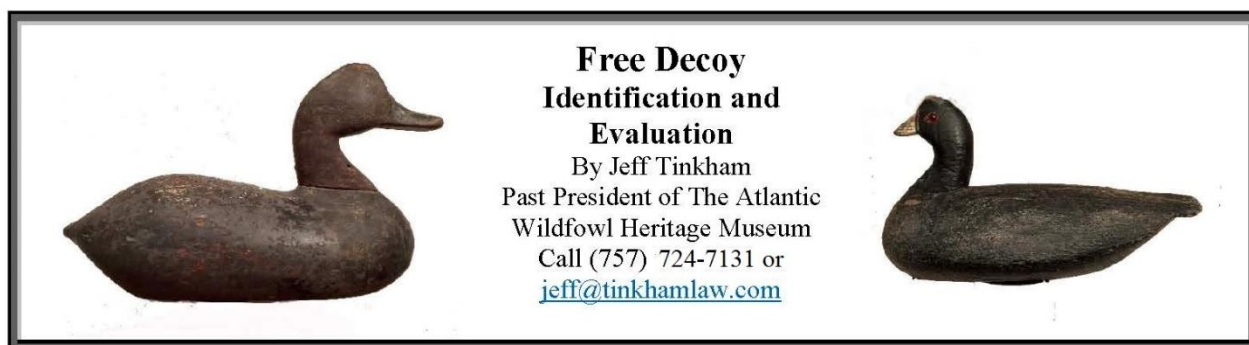 Free Decoy
Identification and
Evaluation
By Jeff Tinkham
Past President of The Atlantic
Wildfowl Heritage Museum
Call (757) 724-7131 or
jeff@tinkhamlaw.com